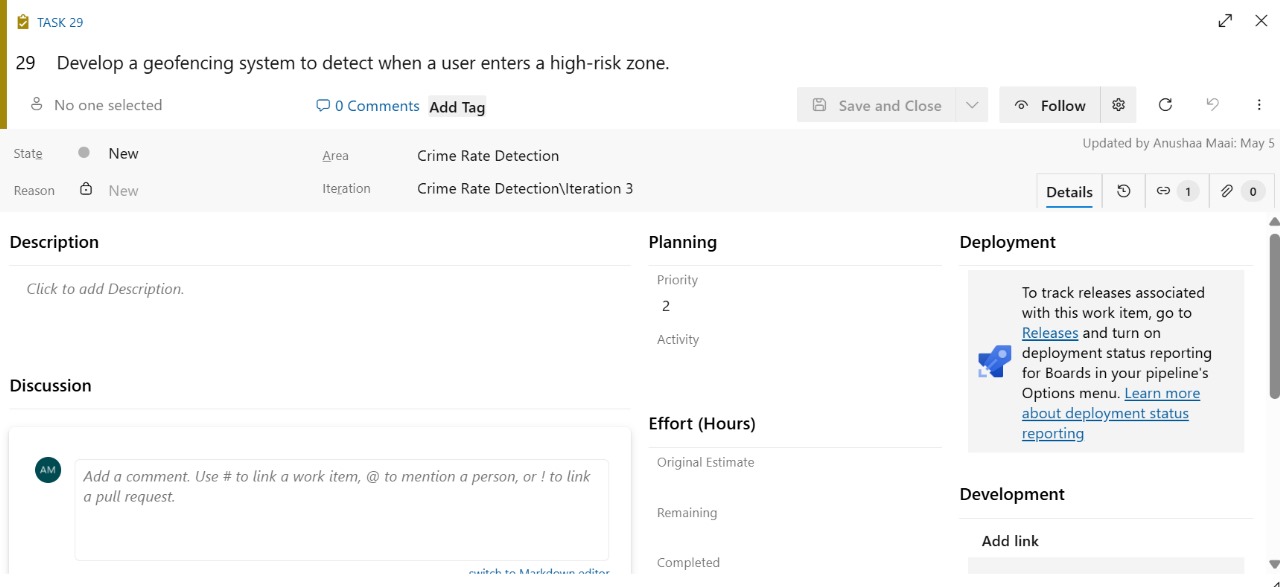 TASK 29
29 Develop a geofencing system to detect when a user enters a high-risk zone.
No one selected
0 Comments
Add Tag
Save and Close
Follow
State
New
Area
Crime Rate Detection
Updated by Anushaa Maai: May 5
Reason
New
Iteration
Crime Rate Detection\Iteration 3
Details
1
0
Description
Click to add Description.
Discussion
AM
Add a comment. Use # to link a work item, @ to mention a person, or ! to link
a pull request.
switch to Markdown editor
Planning
Priority
2
Activity
Effort (Hours)
Original Estimate
Remaining
Completed
Deployment
To track releases associated
with this work item, go to
Releases and turn on
deployment status reporting
for Boards in your pipeline's
Options menu. Learn more
about deployment status
reporting
Development
Add link